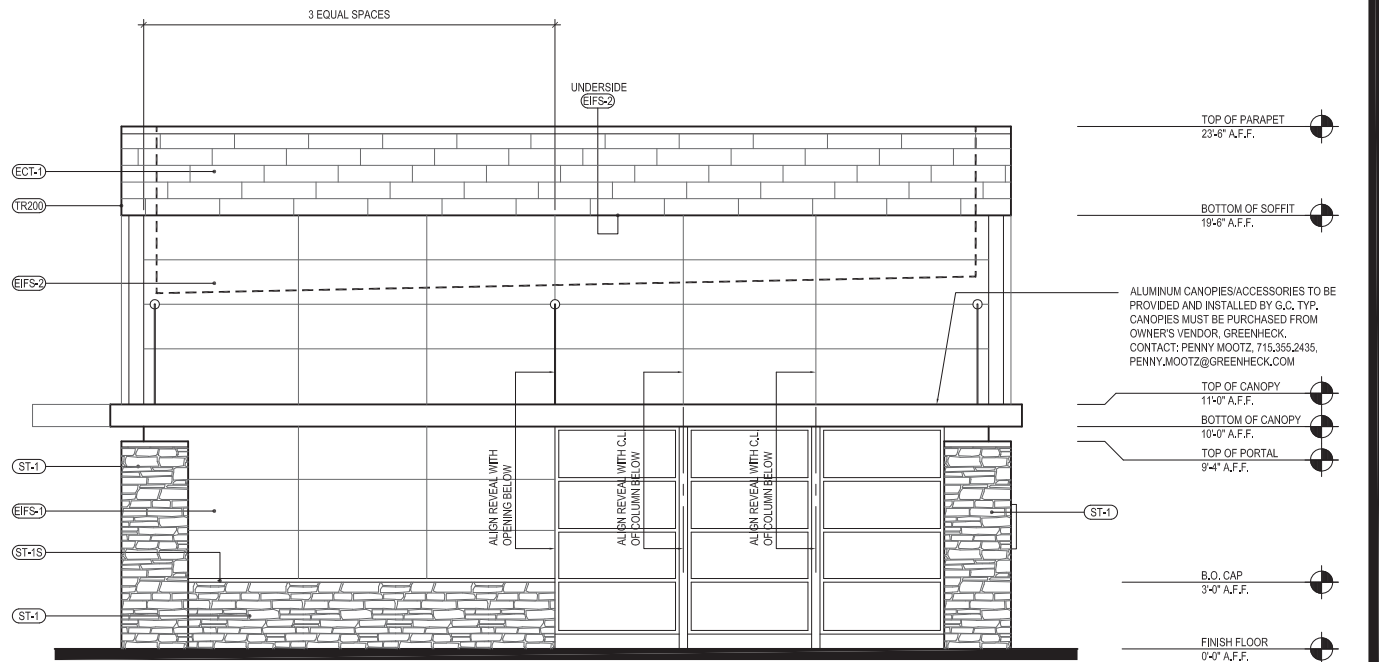 3 EQUAL SPACES
UNDERSIDE
EIFS-2
ECT-1
TR200
EIFS-2
ST-1
EIFS-1
ST-1S
ST-1
ALIGN REVEAL WITH
OPENING BELOW
ALIGN REVEAL WITH C.L.
OF COLUMN BELOW
ALIGN REVEAL WITH C.L.
OF COLUMN BELOW
ST-1
TOP OF PARAPET
23'-6" A.F.F.
BOTTOM OF SOFFIT
19'-6" A.F.F.
ALUMINUM CANOPIES/ACCESSORIES TO BE
PROVIDED AND INSTALLED BY G.C. TYP.
CANOPIES MUST BE PURCHASED FROM
OWNER'S VENDOR, GREENHECK.
CONTACT: PENNY MOOTZ, 715.355.2435,
PENNY.MOOTZ@GREENHECK.COM
TOP OF CANOPY
11'-0" A.F.F.
BOTTOM OF CANOPY
10'-0" A.F.F.
TOP OF PORTAL
9'-4" A.F.F.
B.O. CAP
3'-0" A.F.F.
FINISH FLOOR
0'-0" A.F.F.